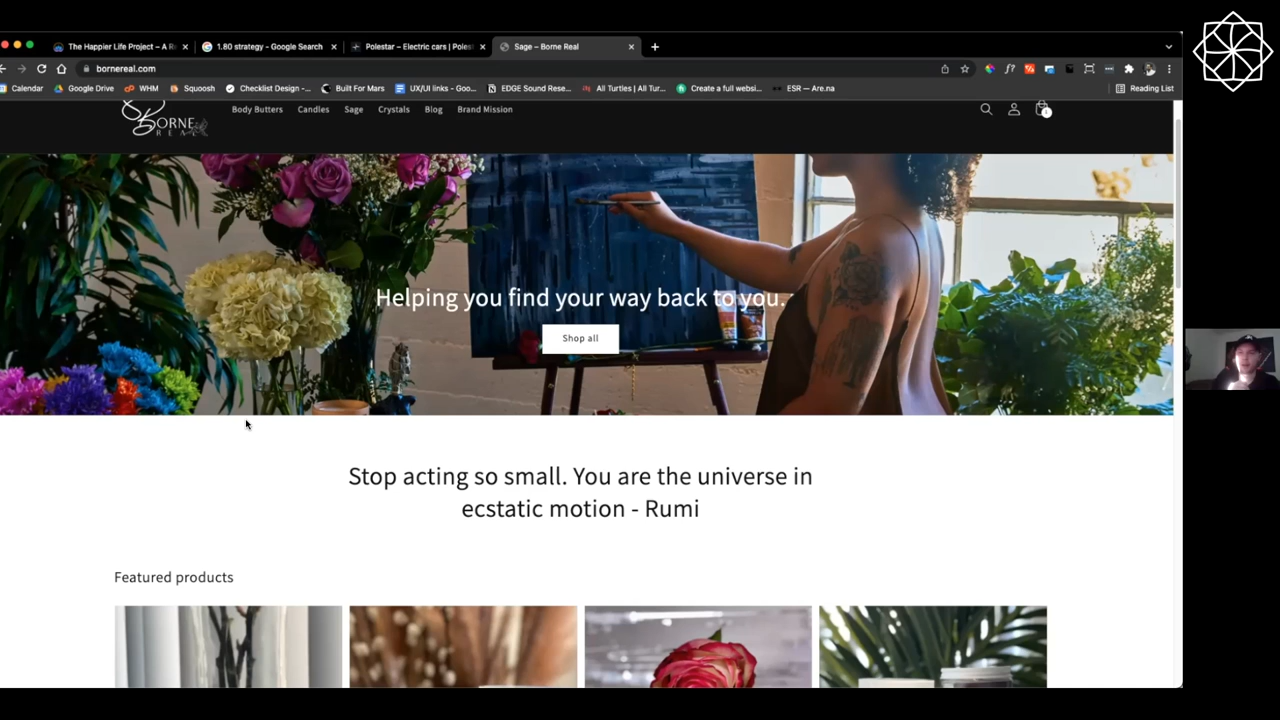 The Happier Life Project – A R
1.80 strategy - Google Search
Polestar – Electric cars | Poles
Sage – Borne Real
bornereal.com
Calendar
Google Drive
WHM
Squoosh
Checklist Design -...
Built For Mars
UX/UI links - Goo...
EDGE Sound Rese...
All Turtles | All Tur...
Create a full websi...
ESR — Are.na
Reading List
BORNE
REAL
Body Butters
Candles
Sage
Crystals
Blog
Brand Mission
1
Helping you find your way back to you.
Shop all
Stop acting so small. You are the universe in
ecstatic motion - Rumi
Featured products